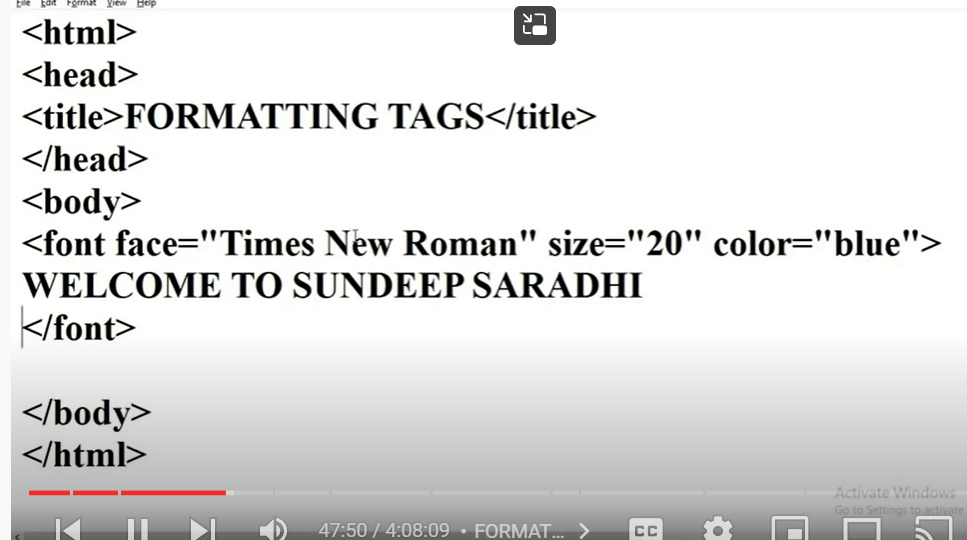 File Edit Format View Help
<html>
<head>
<title>FORMATTING TAGS</title>
</head>
<body>
<font face="Times New Roman" size="20" color="blue">
WELCOME TO SUNDEEP SARADHI
</font>
</body>
</html>
Activate Windows
Go to Settings to activate
47:50 / 4:08:09 • FORMAT... CC